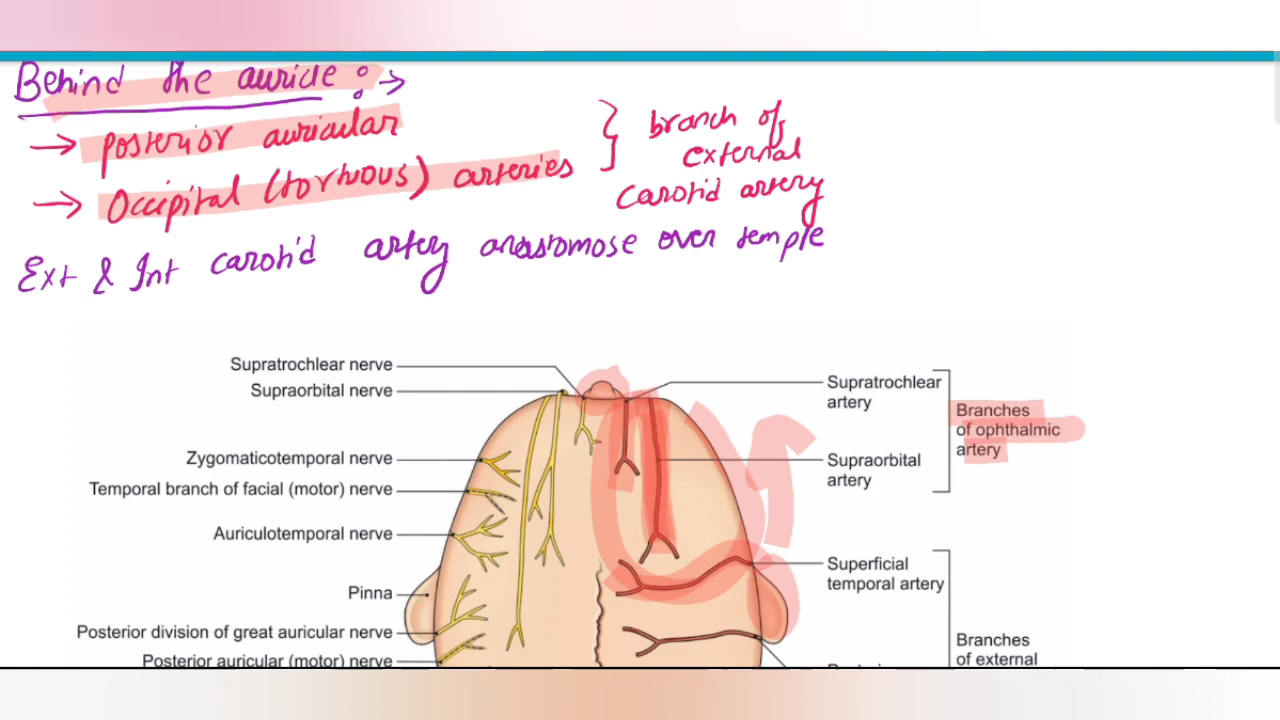 Behind the auricle :→
→ posterior auricular
→ Occipital (tortuous) arteries } branch of
external
carotid artery
Ext & Int carotid artery anastomose over temple
Supratrochlear nerve
Supraorbital nerve
Zygomaticotemporal nerve
Temporal branch of facial (motor) nerve
Auriculotemporal nerve
Pinna
Posterior division of great auricular nerve
Posterior auricular (motor) nerve
Supratrochlear
artery
Supraorbital
artery
Branches
of ophthalmic
artery
Superficial
temporal artery
Branches
of external